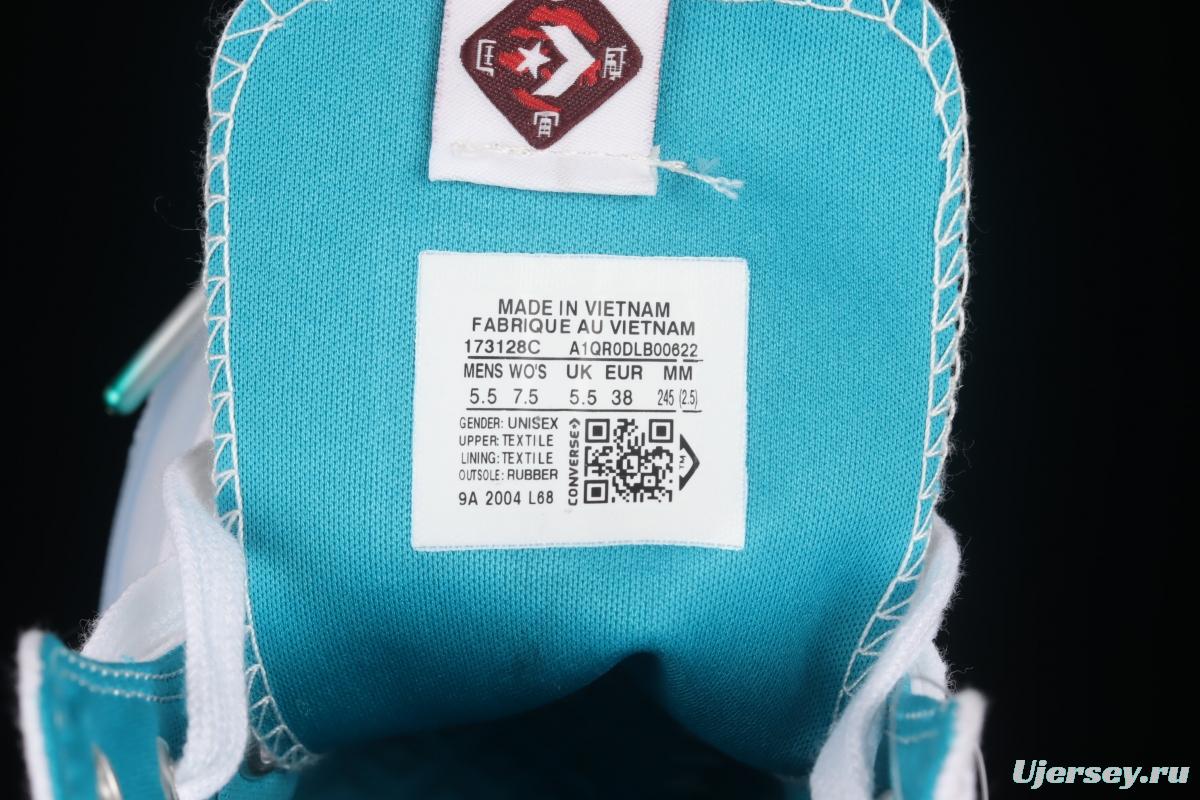 MADE IN VIETNAM
FABRIQUE AU VIETNAM
173128C A1QR0DLB00622
MENS WO'S UK EUR MM
5.5 7.5 5.5 38 245 (2.5)
GENDER: UNISEX
UPPER: TEXTILE
LINING: TEXTILE
OUTSOLE: RUBBER
9A 2004 L68
CONVERSE
TM
Ujersey.ru